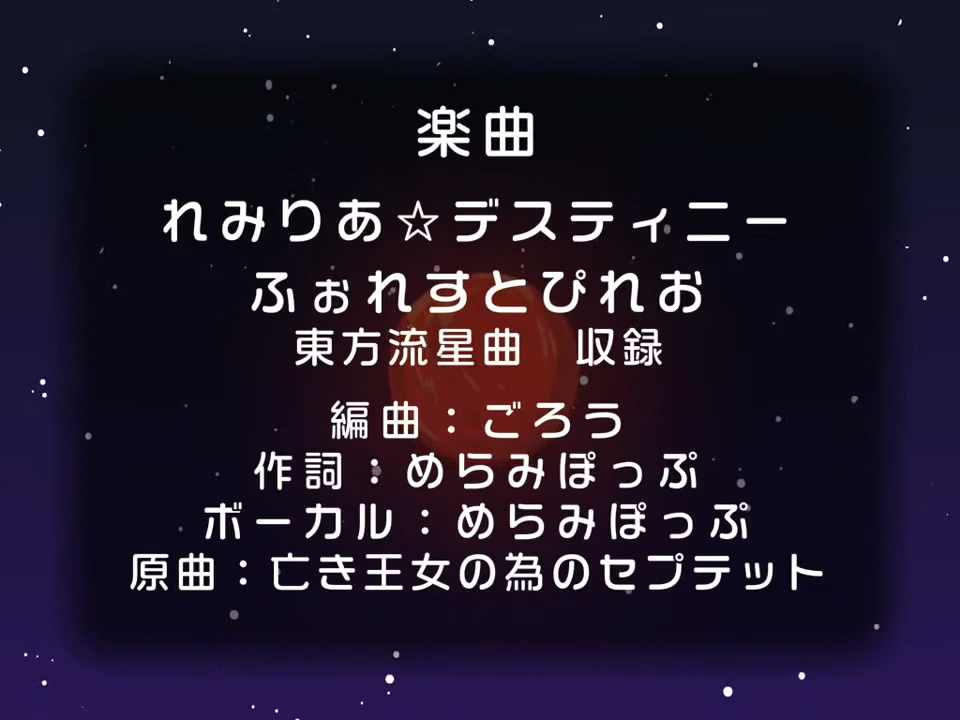 楽曲
れみりあ☆デスティニー
ふぉれすとぴれお
東方流星曲　収録
編曲：ごろう
作詞：めらみぽっぷ
ボーカル：めらみぽっぷ
原曲：亡き王女の為のセプテット